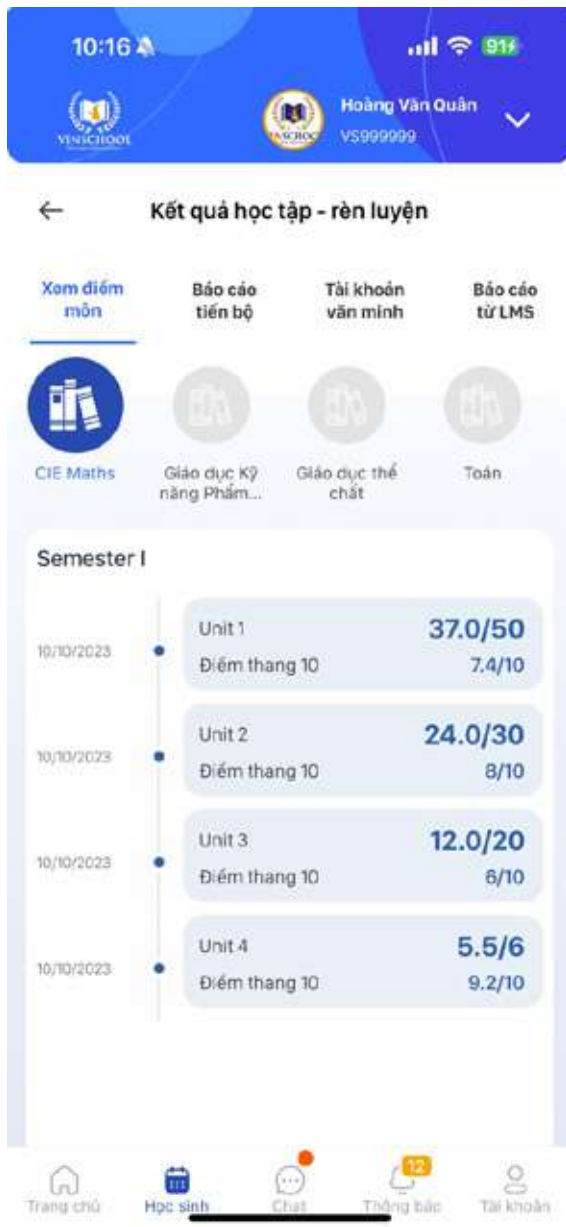 10:16
91
Hoàng Văn Quân
VINSCHOOL
VS999999
Kết quả học tập - rèn luyện
Xem điểm môn
Báo cáo tiến bộ
Tài khoản văn minh
Báo cáo từ LMS
CIE Maths
Giáo dục Kỹ năng Phẩm...
Giáo dục thể chất
Toán
Semester I
Unit 1 37.0/50
10/10/2023
Điểm thang 10 7.4/10
Unit 2 24.0/30
10/10/2023
Điểm thang 10 8/10
Unit 3 12.0/20
10/10/2023
Điểm thang 10 6/10
Unit 4 5.5/6
10/10/2023
Điểm thang 10 9.2/10
12
Trang chủ
Học sinh
Chat
Thông báo
Tài khoản